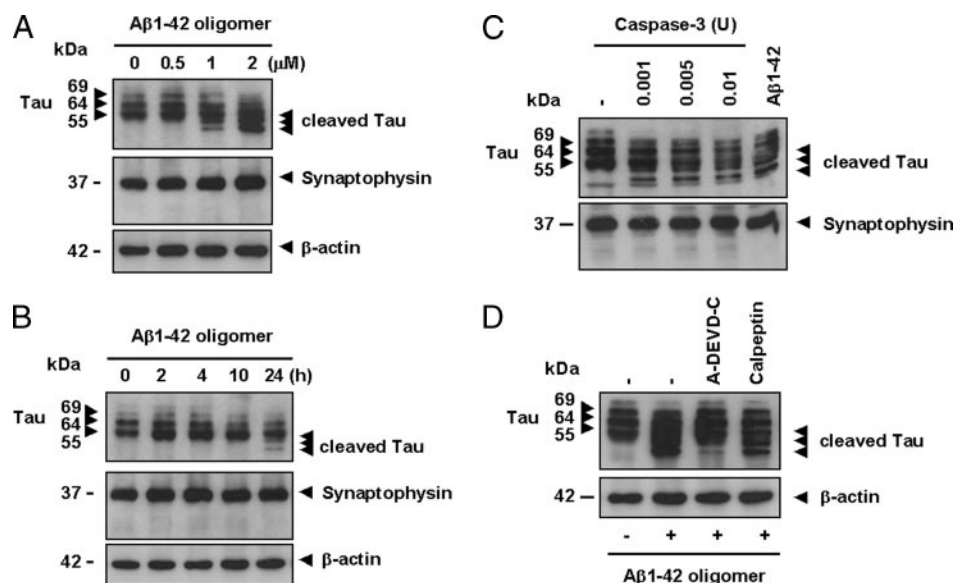 A
Aβ1-42 oligomer
kDa
0 0.5 1 2 (μM)
69
Tau 64
55
cleaved Tau
37 - Synaptophysin
42 - β-actin
B
Aβ1-42 oligomer
kDa
0 2 4 10 24 (h)
69
Tau 64
55
cleaved Tau
37 - Synaptophysin
42 - β-actin
C
Caspase-3 (U)
kDa
- 0.001 0.005 0.01 Aβ1-42
69
Tau 64
55
cleaved Tau
37 – Synaptophysin
D
kDa
- - A-DEVD-C Calpeptin
69
Tau 64
55
cleaved Tau
42 – β-actin
- + + +
Aβ1-42 oligomer